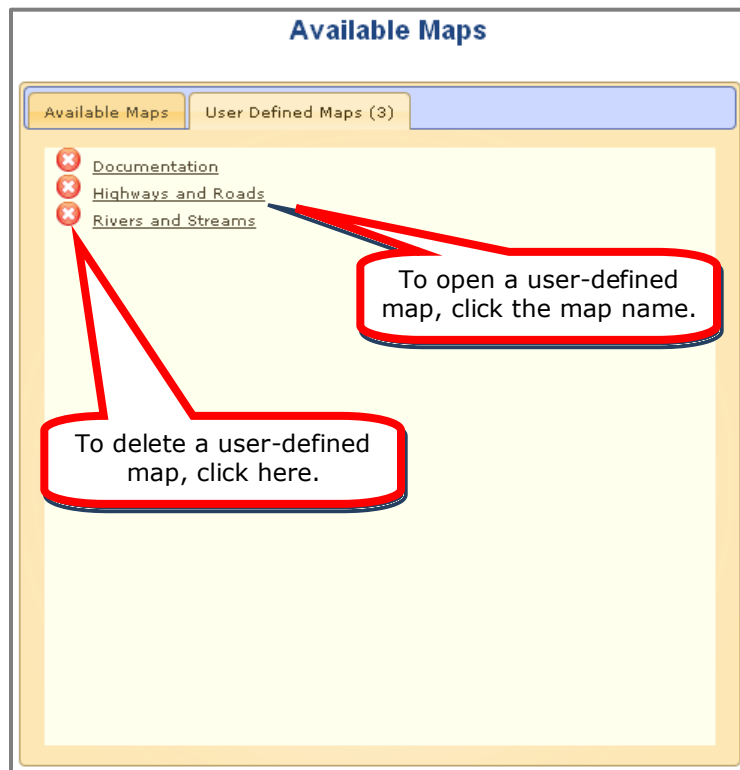 Available Maps
Available Maps
User Defined Maps (3)
Documentation
Highways and Roads
Rivers and Streams
To open a user-defined
map, click the map name.
To delete a user-defined
map, click here.